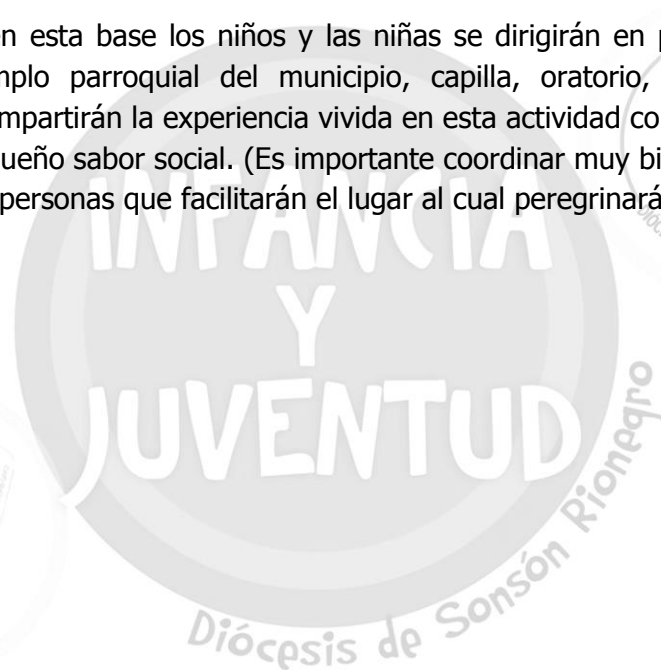 n esta base los niños y las niñas se dirigirán en p
mplo parroquial del municipio, capilla, oratorio,
mpartirán la experiencia vivida en esta actividad co
queño sabor social. (Es importante coordinar muy bi
personas que facilitarán el lugar al cual peregrinará
INFANCIA
Y
JUVENTUD
Diócesis de Sonsón Rionegro